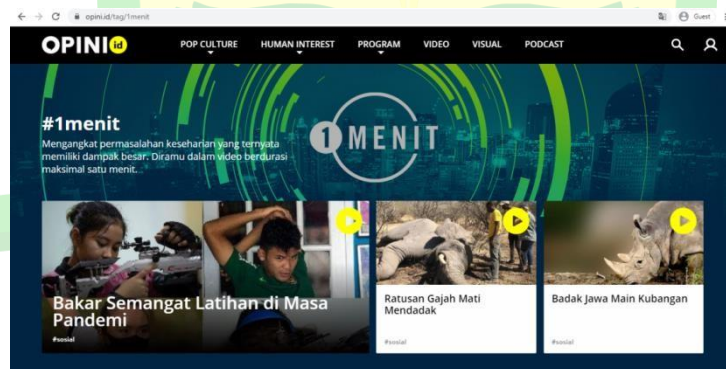 opini.id/tag/1menit
Guest
OPINI id
POP CULTURE HUMAN INTEREST PROGRAM VIDEO VISUAL PODCAST
#1menit
Mengangkat permasalahan keseharian yang ternyata
memiliki dampak besar. Diramu dalam video berdurasi
maksimal satu menit.
1 MENIT
Bakar Semangat Latihan di Masa
Pandemi
#sosial
Ratusan Gajah Mati
Mendadak
#sosial
Badak Jawa Main Kubangan
#sosial